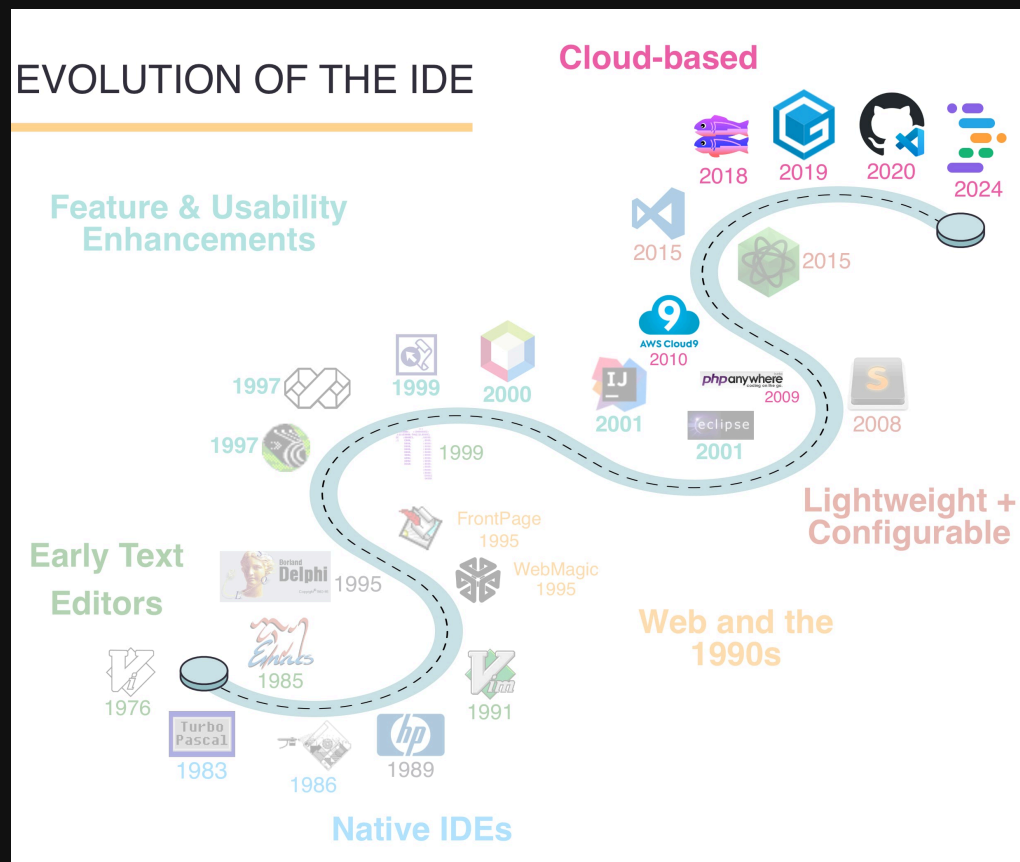 EVOLUTION OF THE IDE
Cloud-based
2018
2019
2020
2024
Feature & Usability
Enhancements
2015
2015
9
AWS Cloud9
2010
1997
1999
2000
IJ
2001
phpanywhere
2009
eclipse
2001
S
2008
1997
1999
Lightweight +
Configurable
FrontPage
1995
Early Text
Editors
Borland
Delphi
1995
WebMagic
1995
Web and the
1990s
Vi
1976
Emacs
1985
Vim
1991
Turbo
Pascal
1983
1986
hp
1989
Native IDEs